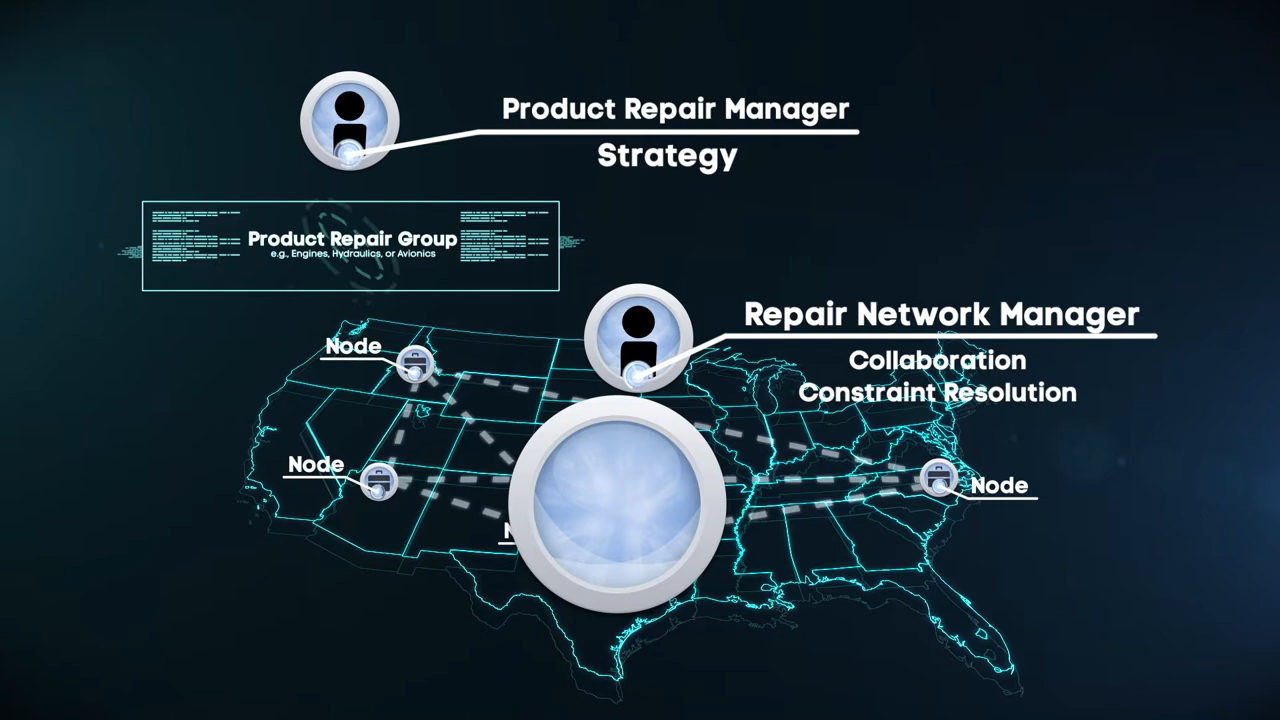 Product Repair Manager
Strategy
Product Repair Group
e.g., Engines, Hydraulics, or Avionics
Repair Network Manager
Collaboration
Constraint Resolution
Node
Node
Node